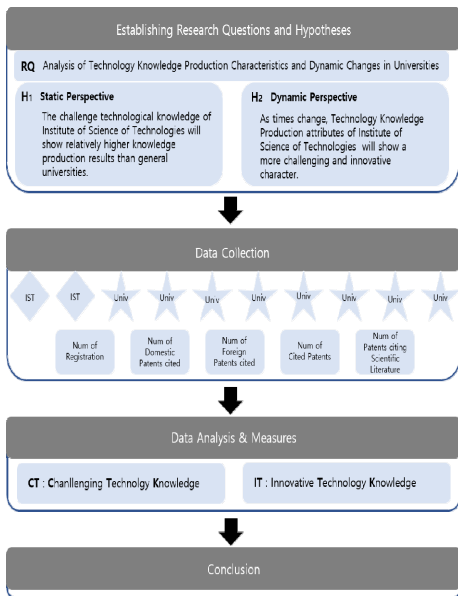 Establishing Research Questions and Hypotheses
RQ Analysis of Technology Knowledge Production Characteristics and Dynamic Changes in Universities
H1 Static Perspective
The challenge technological knowledge of
Institute of Science of Technologies will
show relatively higher knowledge
production results than general
universities.
H2 Dynamic Perspective
As times change, Technology Knowledge
Production attributes of Institute of
Science of Technologies will show a
more challenging and innovative
character.
Data Collection
IST
IST
Univ
Univ
Univ
Univ
Univ
Univ
Univ
Univ
Num of
Registration
Num of
Domestic
Patents cited
Num of
Foreign
Patents cited
Num of
Cited Patents
Num of
Patents citing
Scientific
Literature
Data Analysis & Measures
CT : Chanllenging Technolgy Knowledge
IT : Innovative Technology Knowledge
Conclusion